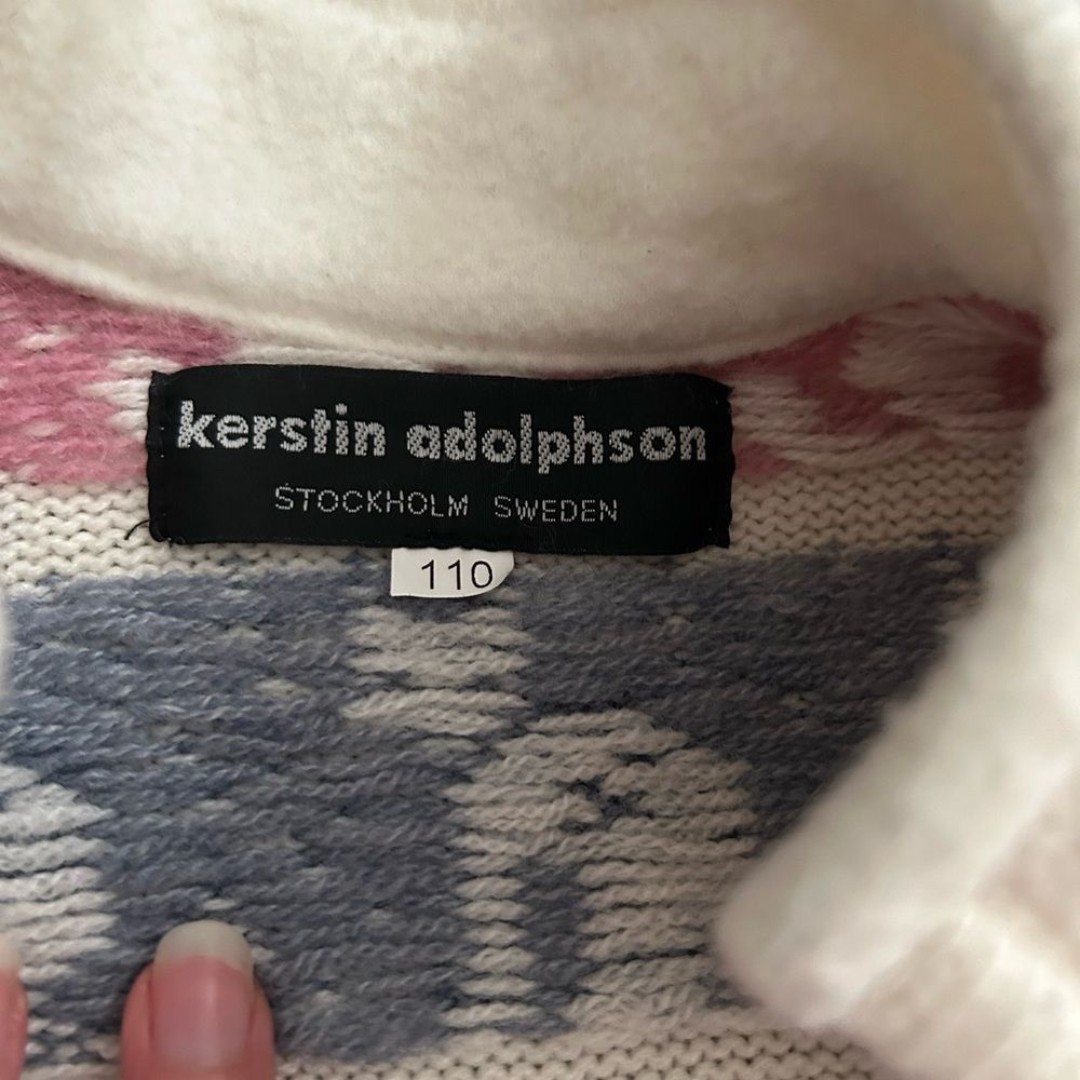 kerstin adolphson
STOCKHOLM SWEDEN
110